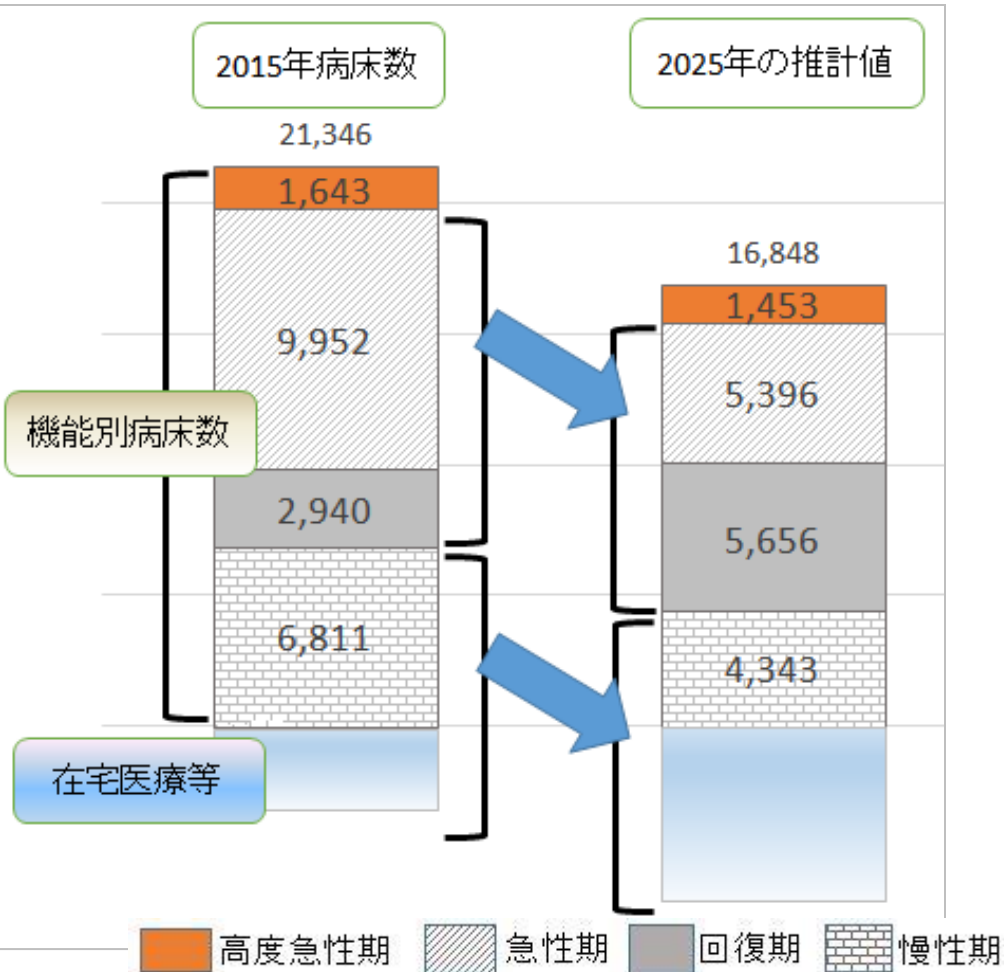 2015年病床数
2025年の推計値
21,346
1,643
9,952
2,940
6,811
16,848
1,453
5,396
5,656
4,343
機能別病床数
在宅医療等
高度急性期
急性期
回復期
慢性期